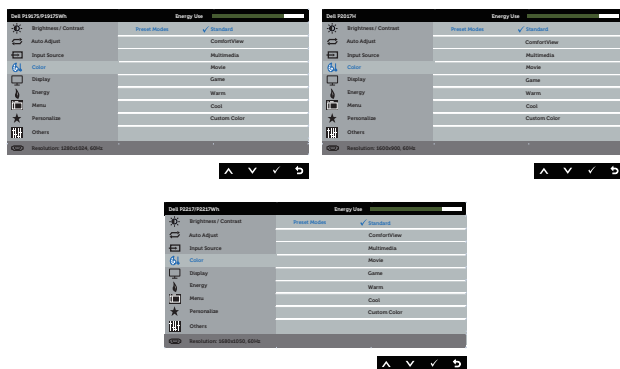 Dell P1917S/P1917SWh Energy Use
Brightness / Contrast Preset Modes ✓ Standard
Auto Adjust ComfortView
Input Source Multimedia
Color Movie
Display Game
Energy Warm
Menu Cool
Personalize Custom Color
Others
Resolution: 1280x1024, 60Hz
Dell P2017H Energy Use
Brightness / Contrast Preset Modes ✓ Standard
Auto Adjust ComfortView
Input Source Multimedia
Color Movie
Display Game
Energy Warm
Menu Cool
Personalize Custom Color
Others
Resolution: 1600x900, 60Hz
Dell P2217/P2217Wh Energy Use
Brightness / Contrast Preset Modes ✓ Standard
Auto Adjust ComfortView
Input Source Multimedia
Color Movie
Display Game
Energy Warm
Menu Cool
Personalize Custom Color
Others
Resolution: 1680x1050, 60Hz